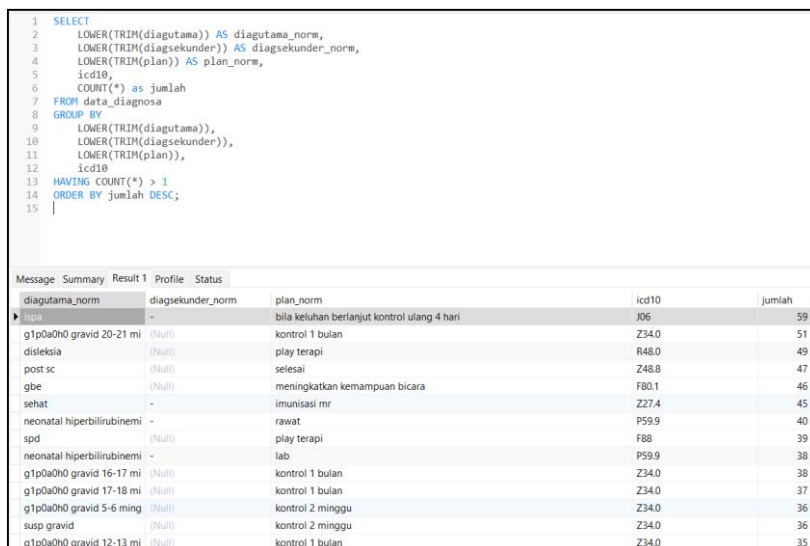 1 SELECT
2 LOWER(TRIM(diagutama)) AS diagutama_norm,
3 LOWER(TRIM(diagsekunder)) AS diagsekunder_norm,
4 LOWER(TRIM(plan)) AS plan_norm,
5 icd10,
6 COUNT(*) as jumlah
7 FROM data_diagnosa
8 GROUP BY
9 LOWER(TRIM(diagutama)),
10 LOWER(TRIM(diagsekunder)),
11 LOWER(TRIM(plan)),
12 icd10
13 HAVING COUNT(*) > 1
14 ORDER BY jumlah DESC;
15
Message Summary Result 1 Profile Status
diagutama_norm diagsekunder_norm plan_norm icd10 jumlah
ispa - bila keluhan berlanjut kontrol ulang 4 hari J06 59
g1p0a0h0 gravid 20-21 mi (Null) kontrol 1 bulan Z34.0 51
disleksia (Null) play terapi R48.0 49
post sc (Null) selesai Z48.8 47
gbe (Null) meningkatkan kemampuan bicara F80.1 46
sehat - imunisasi mr Z27.4 45
neonatal hiperbilirubinemi - rawat P59.9 40
spd (Null) play terapi F88 39
neonatal hiperbilirubinemi - lab P59.9 38
g1p0a0h0 gravid 16-17 mi (Null) kontrol 1 bulan Z34.0 38
g1p0a0h0 gravid 17-18 mi (Null) kontrol 1 bulan Z34.0 37
g1p0a0h0 gravid 5-6 ming (Null) kontrol 2 minggu Z34.0 36
susp gravid (Null) kontrol 2 minggu Z34.0 36
g1p0a0h0 gravid 12-13 mi (Null) kontrol 1 bulan Z34.0 35